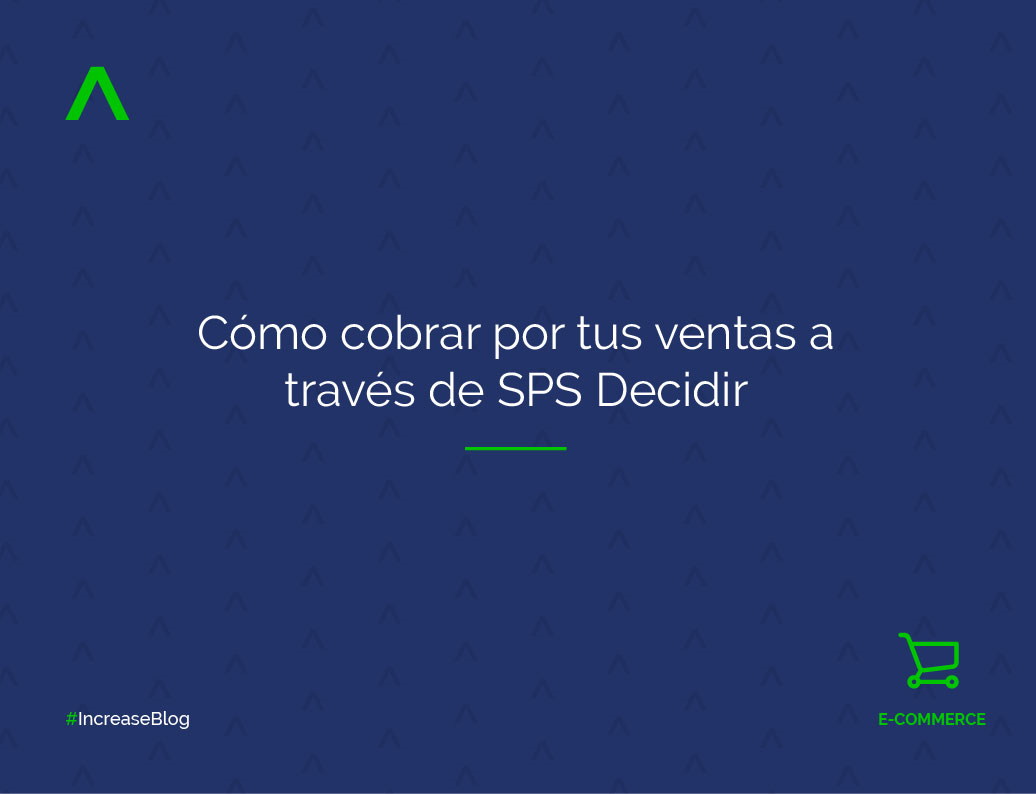 Cómo cobrar por tus ventas a
través de SPS Decidir
#IncreaseBlog
E-COMMERCE